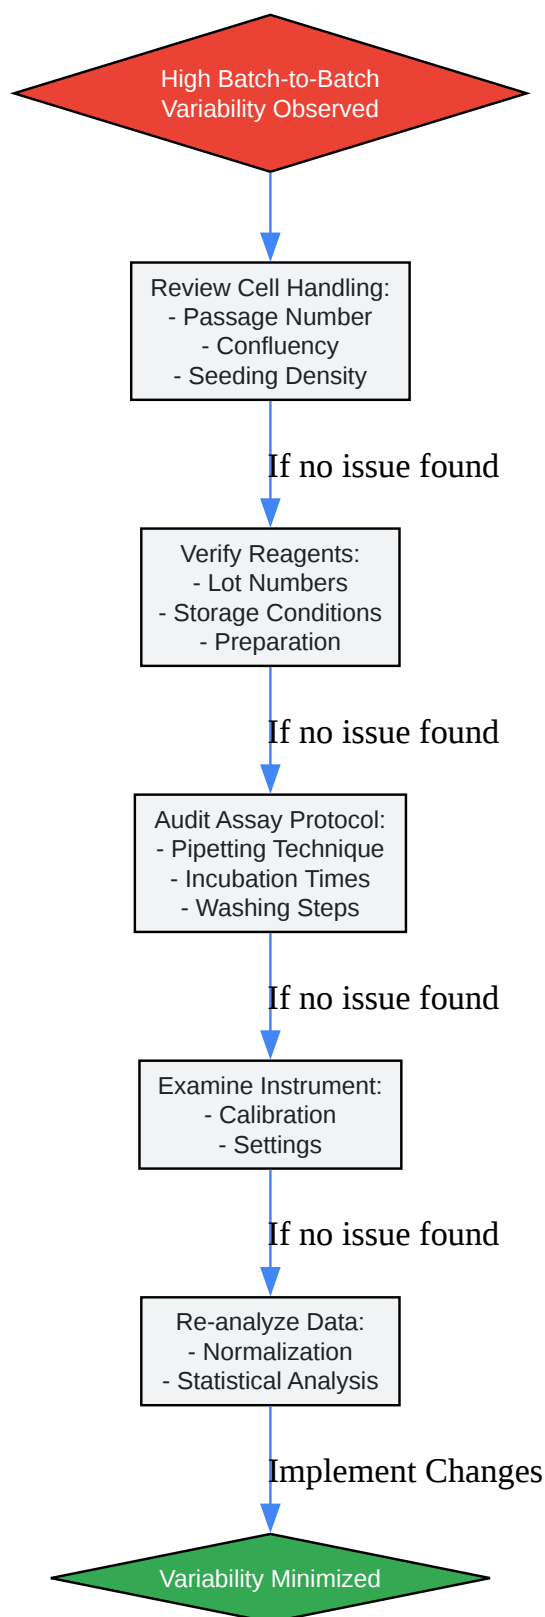 High Batch-to-Batch
Variability Observed
Review Cell Handling:
- Passage Number
- Confluency
- Seeding Density
If no issue found
Verify Reagents:
- Lot Numbers
- Storage Conditions
- Preparation
If no issue found
Audit Assay Protocol:
- Pipetting Technique
- Incubation Times
- Washing Steps
If no issue found
Examine Instrument:
- Calibration
- Settings
If no issue found
Re-analyze Data:
- Normalization
- Statistical Analysis
Implement Changes
Variability Minimized